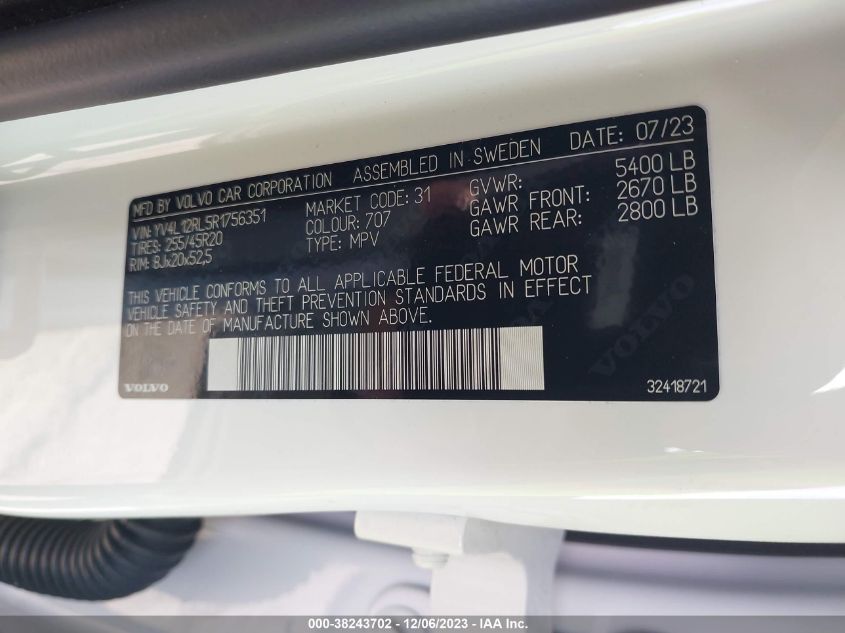 MFD BY VOLVO CAR CORPORATION ASSEMBLED IN SWEDEN DATE: 07/23
VIN: YV4L12RL5R1756351 MARKET CODE: 31 GVWR: 5400 LB
TIRES: 255/45R20 COLOUR: 707 GAWR FRONT: 2670 LB
RIM: 8Jx20x52,5 TYPE: MPV GAWR REAR: 2800 LB
THIS VEHICLE CONFORMS TO ALL APPLICABLE FEDERAL MOTOR
VEHICLE SAFETY AND THEFT PREVENTION STANDARDS IN EFFECT
ON THE DATE OF MANUFACTURE SHOWN ABOVE.
VOLVO
VOLVO 32418721
000-38243702 - 12/06/2023 - IAA Inc.